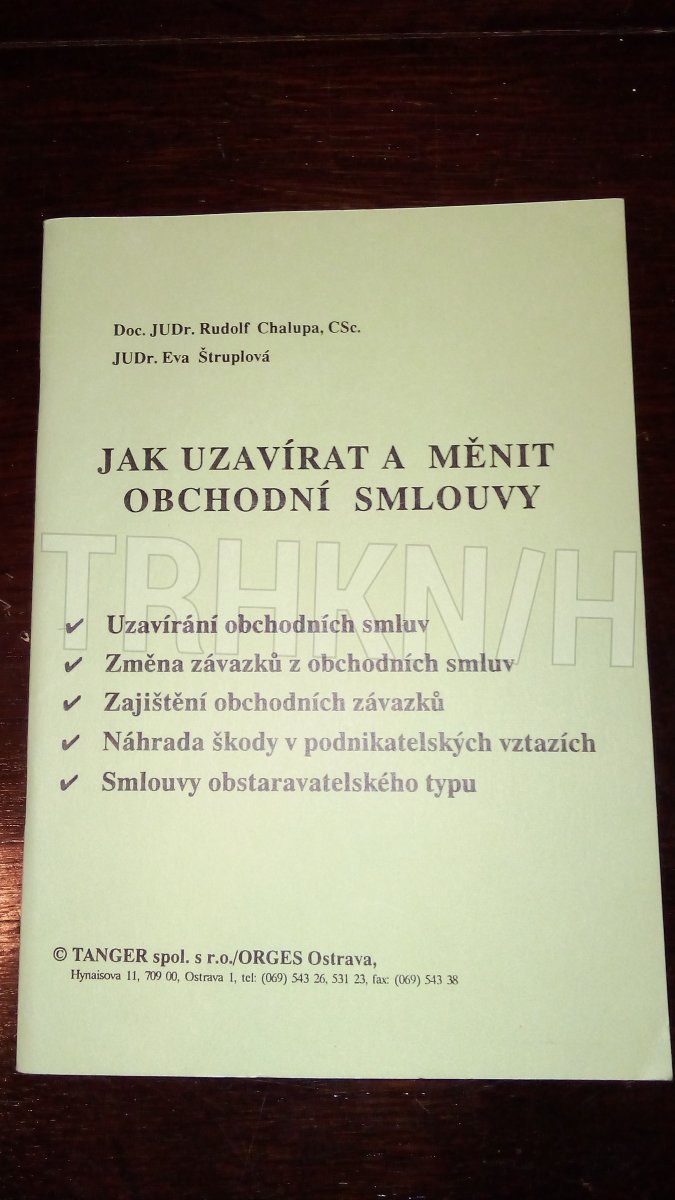 Doc. JUDr. Rudolf Chalupa, CSc.
JUDr. Eva Štruplová
JAK UZAVÍRAT A MĚNIT
OBCHODNÍ SMLOUVY
TRHKN/H
✔ Uzavírání obchodních smluv
✔ Změna závazků z obchodních smluv
✔ Zajištění obchodních závazků
✔ Náhrada škody v podnikatelských vztazích
✔ Smlouvy obstaravatelského typu
© TANGER spol. s r.o./ORGES Ostrava,
Hynaisova 11, 709 00, Ostrava 1, tel: (069) 543 26, 531 23, fax: (069) 543 38